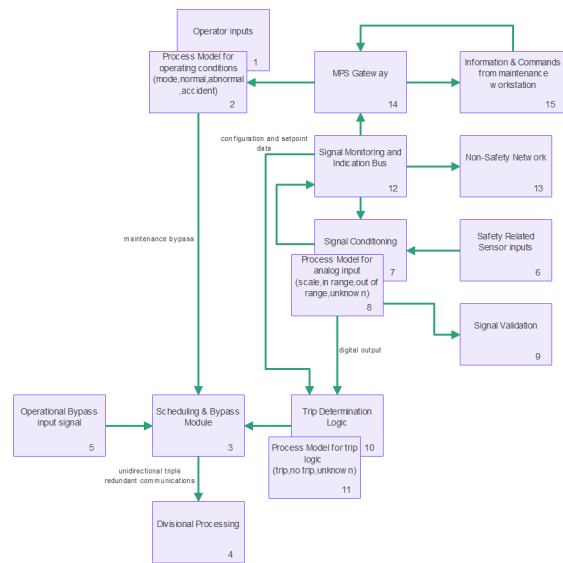 Operator inputs
1
Process Model for
operating conditions
(mode,normal,abnormal
,accident)
2
MPS Gateway
14
Information & Commands
from maintenance
workstation
15
configuration and setpoint
data
Signal Monitoring and
Indication Bus
12
Non-Safety Network
13
maintenance bypass
Signal Conditioning
7
Safety Related
Sensor inputs
6
Process Model for
analog input
(scale,in range,out of
range,unknown)
8
Signal Validation
9
digital output
Operational Bypass
input signal
5
Scheduling & Bypass
Module
3
Trip Determination
Logic
10
Process Model for trip
logic
(trip,no trip,unknown)
11
unidirectional triple
redundant communications
Divisional Processing
4